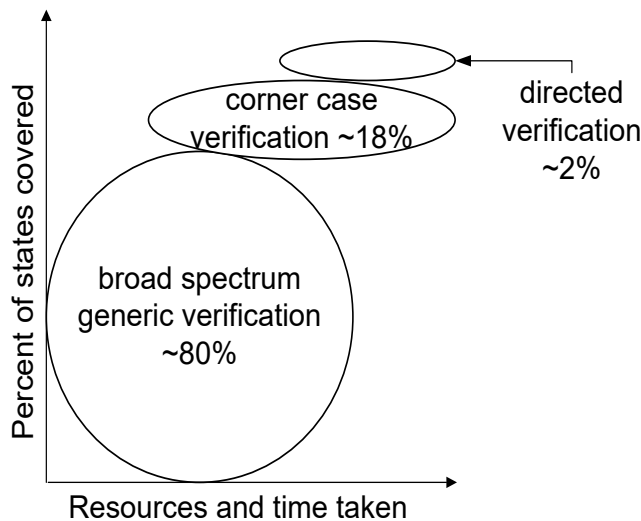 Percent of states covered
corner case
verification ~18%
directed
verification
~2%
broad spectrum
generic verification
~80%
Resources and time taken